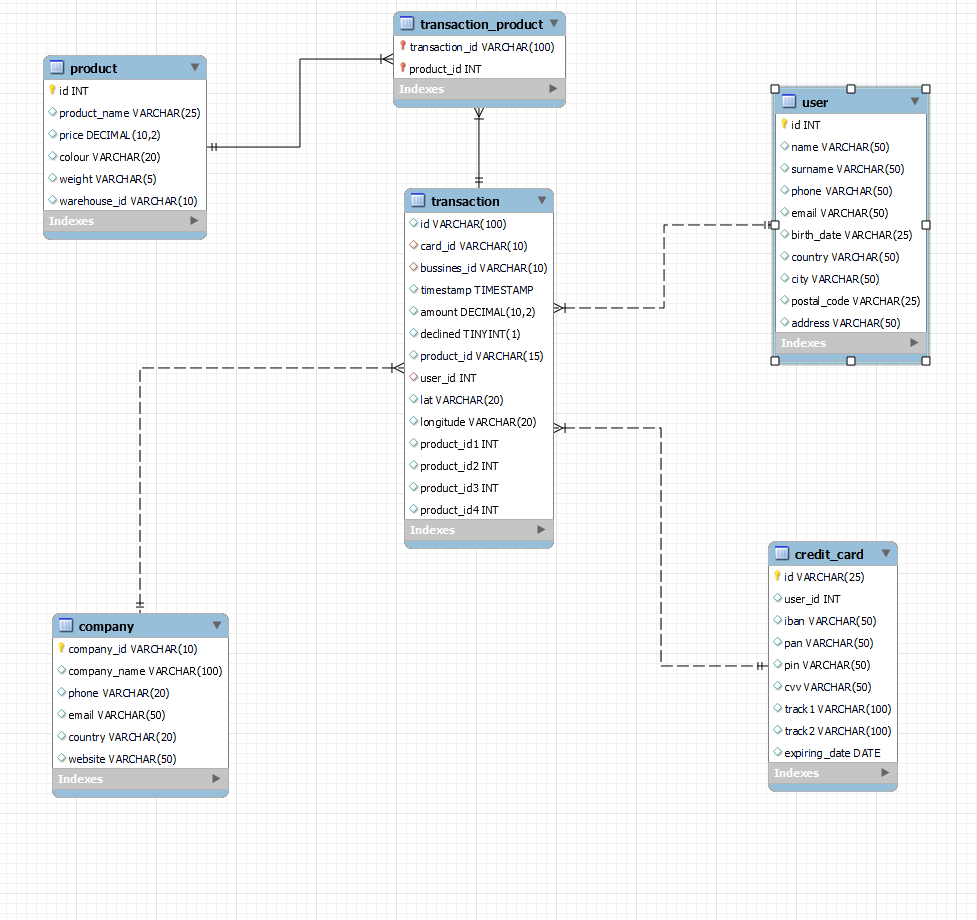 transaction_product
transaction_id VARCHAR(100)
product_id INT
Indexes
product
id INT
product_name VARCHAR(25)
price DECIMAL(10,2)
colour VARCHAR(20)
weight VARCHAR(5)
warehouse_id VARCHAR(10)
Indexes
user
id INT
name VARCHAR(50)
surname VARCHAR(50)
phone VARCHAR(50)
email VARCHAR(50)
birth_date VARCHAR(25)
country VARCHAR(50)
city VARCHAR(50)
postal_code VARCHAR(25)
address VARCHAR(50)
Indexes
transaction
id VARCHAR(100)
card_id VARCHAR(10)
bussines_id VARCHAR(10)
timestamp TIMESTAMP
amount DECIMAL(10,2)
declined TINYINT(1)
product_id VARCHAR(15)
user_id INT
lat VARCHAR(20)
longitude VARCHAR(20)
product_id1 INT
product_id2 INT
product_id3 INT
product_id4 INT
Indexes
credit_card
id VARCHAR(25)
user_id INT
iban VARCHAR(50)
pan VARCHAR(50)
pin VARCHAR(50)
cvv VARCHAR(50)
track1 VARCHAR(100)
track2 VARCHAR(100)
expiring_date DATE
Indexes
company
company_id VARCHAR(10)
company_name VARCHAR(100)
phone VARCHAR(20)
email VARCHAR(50)
country VARCHAR(20)
website VARCHAR(50)
Indexes